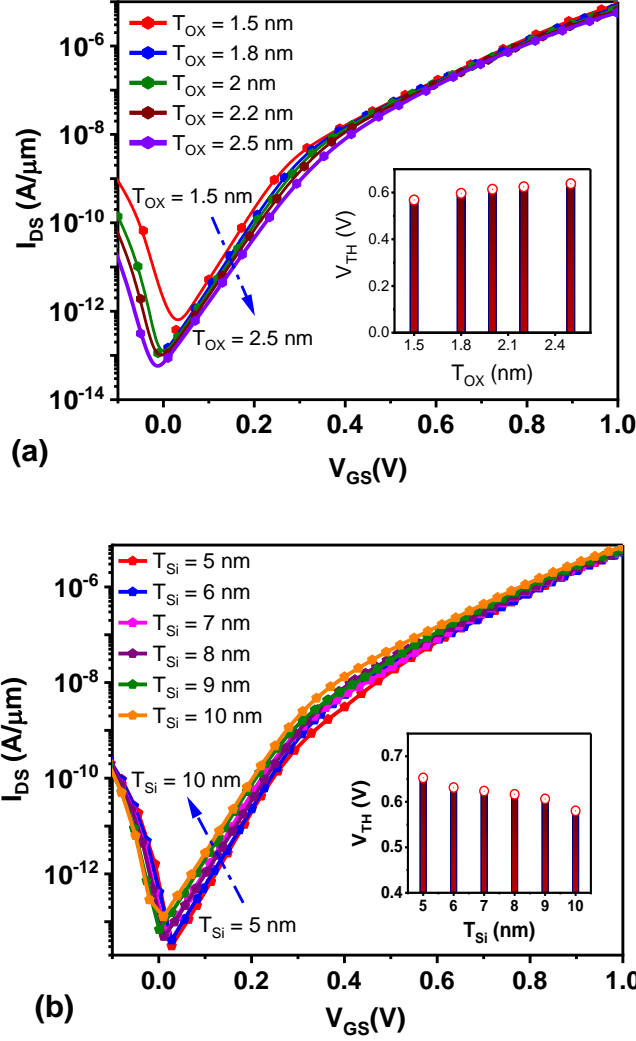 10⁻⁶
10⁻⁸
10⁻¹⁰
10⁻¹²
10⁻¹⁴
I_DS (A/μm)
T_OX = 1.5 nm
T_OX = 1.8 nm
T_OX = 2 nm
T_OX = 2.2 nm
T_OX = 2.5 nm
T_OX = 1.5 nm
T_OX = 2.5 nm
V_TH (V)
0.6
0.4
0.2
0.0
1.5 1.8 2.1 2.4
T_OX (nm)
0.0 0.2 0.4 0.6 0.8 1.0
V_GS(V)
(a)
10⁻⁶
10⁻⁸
10⁻¹⁰
10⁻¹²
I_DS (A/μm)
T_Si = 5 nm
T_Si = 6 nm
T_Si = 7 nm
T_Si = 8 nm
T_Si = 9 nm
T_Si = 10 nm
T_Si = 10 nm
T_Si = 5 nm
V_TH (V)
0.7
0.6
0.5
0.4
5 6 7 8 9 10
T_Si (nm)
0.0 0.2 0.4 0.6 0.8 1.0
V_GS(V)
(b)